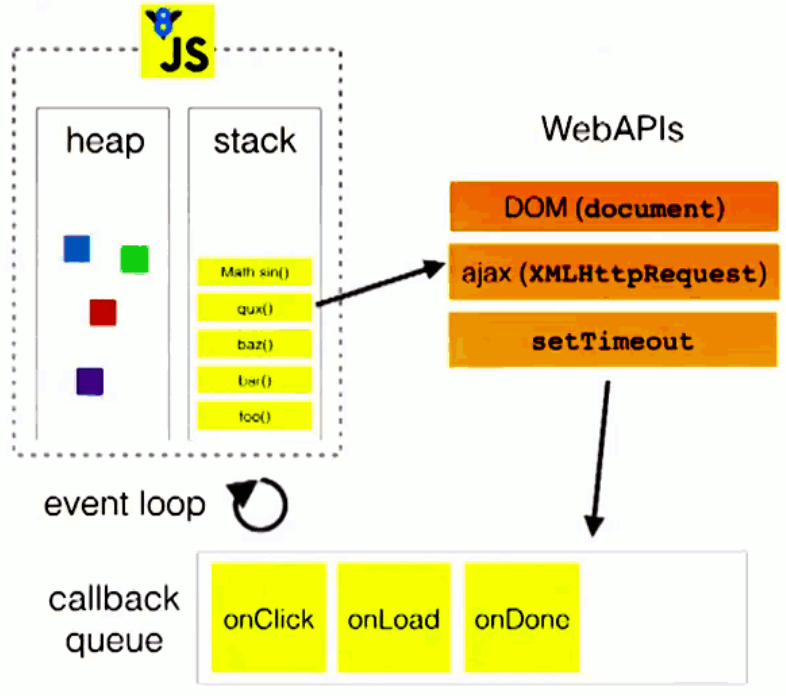 8
JS
heap
stack
WebAPIs
DOM (document)
ajax (XMLHttpRequest)
setTimeout
Math sin()
qux()
baz()
bar()
foo()
event loop
callback
queue
onClick
onLoad
onDone